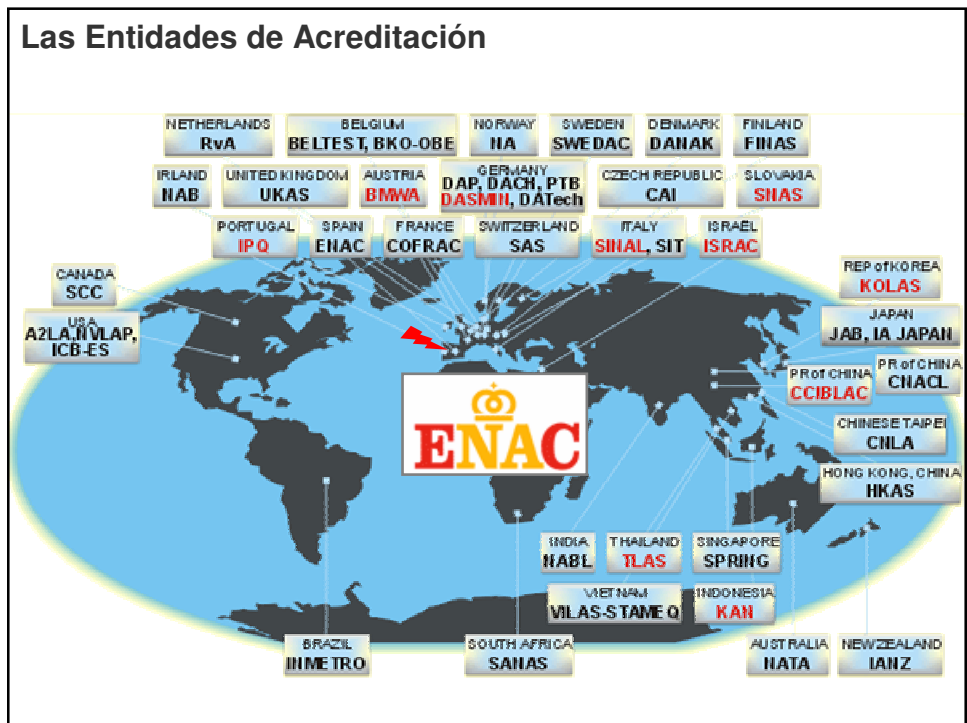 Las Entidades de Acreditación
NETHERLANDS
RvA
BELGIUM
BELTEST, BKO-OBE
NORWAY
NA
SWEDEN
SWEDAC
DENMARK
DANAK
FINLAND
FINAS
IRLAND
NAB
UNITED KINGDOM
UKAS
AUSTRIA
BMWA
GERMANY
DAP, DACH, PTB
DASMIN, DATech
CZECH REPUBLIC
CAI
SLOVAKIA
SNAS
PORTUGAL
IPQ
SPAIN
ENAC
FRANCE
COFRAC
SWITZERLAND
SAS
ITALY
SINAL, SIT
ISRAËL
ISRAC
CANADA
SCC
USA
A2LA,NVLAP,
ICB-ES
REP of KOREA
KOLAS
JAPAN
JAB, IA JAPAN
PR of CHINA
CCIBLAC
PR of CHINA
CNACL
CHINESE TAIPEI
CNLA
HONG KONG, CHINA
HKAS
ENAC
INDIA
NABL
THAILAND
TLAS
SINGAPORE
SPRING
VIETNAM
VILAS-STAMEQ
INDONESIA
KAN
BRAZIL
INMETRO
SOUTH AFRICA
SANAS
AUSTRALIA
NATA
NEW ZEALAND
IANZ